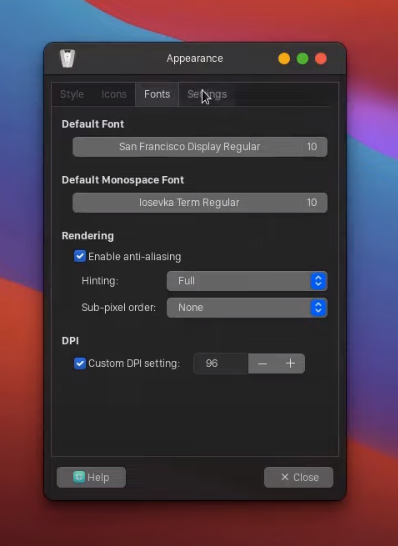 Appearance
Style Icons Fonts Settings
Default Font
San Francisco Display Regular 10
Default Monospace Font
Iosevka Term Regular 10
Rendering
Enable anti-aliasing
Hinting: Full
Sub-pixel order: None
DPI
Custom DPI setting: 96 − +
Help × Close